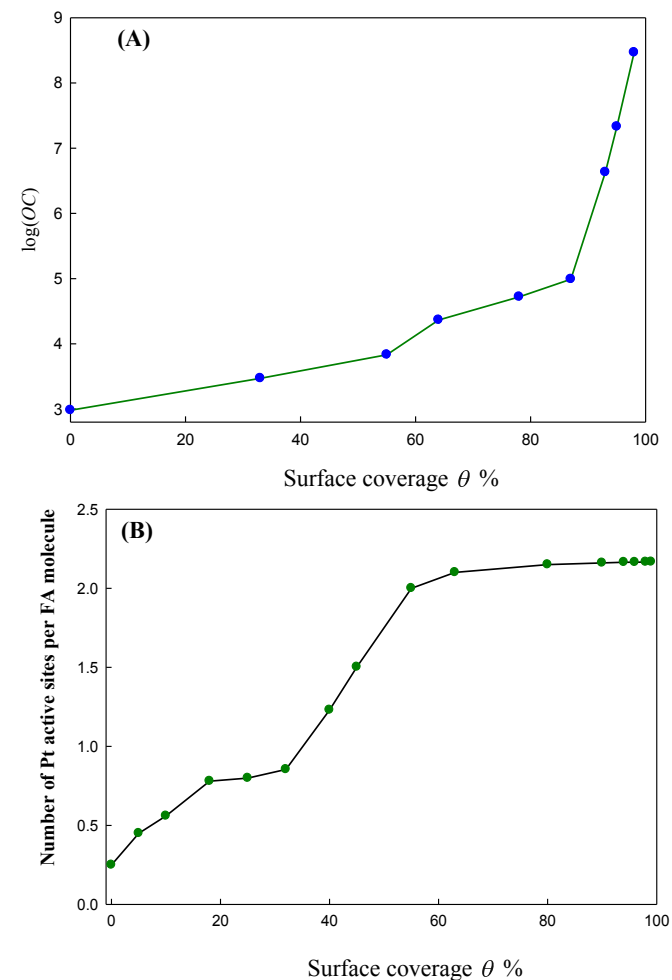 (A)
9
8
7
6
5
4
3
log(OC)
0 20 40 60 80 100
Surface coverage θ %
(B)
2.5
2.0
1.5
1.0
0.5
0.0
Number of Pt active sites per FA molecule
0 20 40 60 80 100
Surface coverage θ %